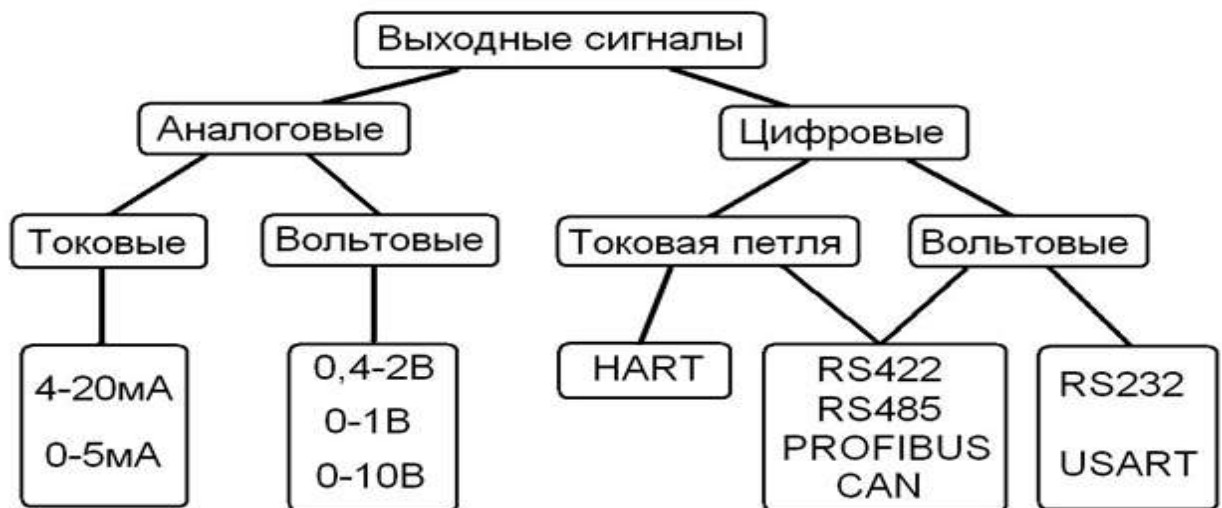 Выходные сигналы
Аналоговые
Цифровые
Токовые
Вольтовые
Токовая петля
Вольтовые
4-20мА
0-5мА
0,4-2В
0-1В
0-10В
HART
RS422
RS485
PROFIBUS
CAN
RS232
USART